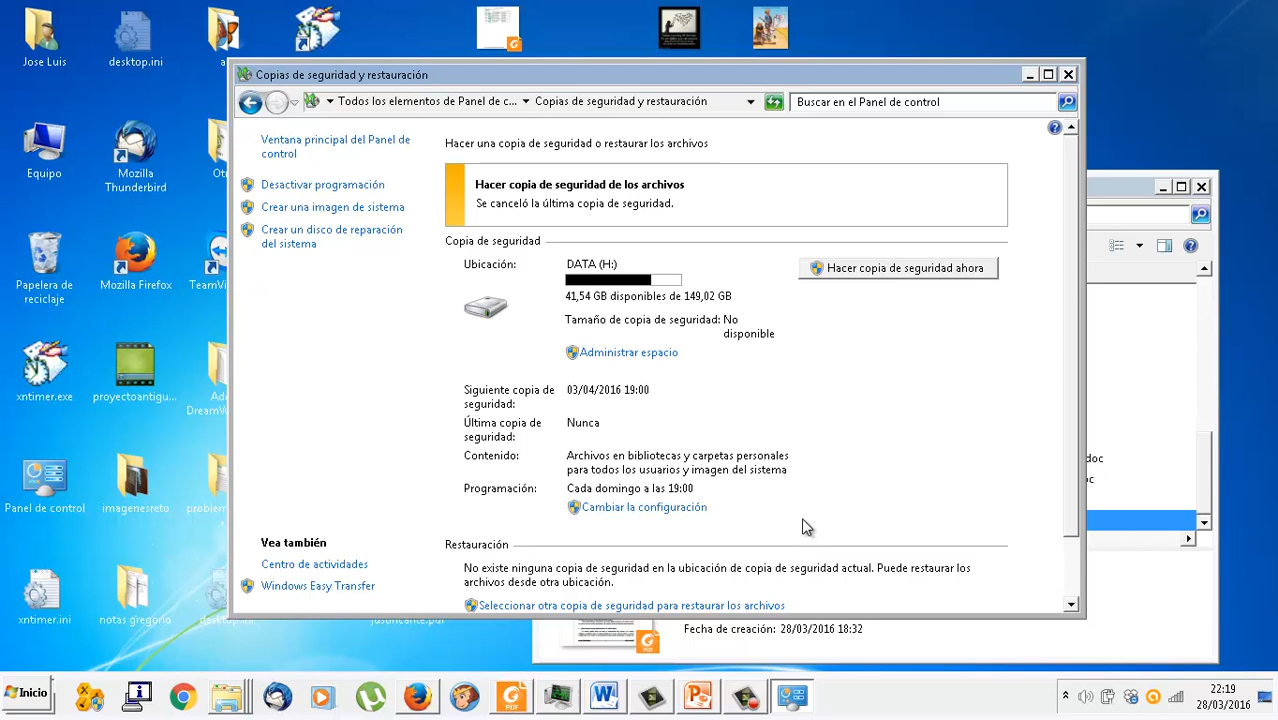 Jose Luis
desktop.ini
Copias de seguridad y restauración
Todos los elementos de Panel de c...
Copias de seguridad y restauración
Buscar en el Panel de control
Ventana principal del Panel de
control
Desactivar programación
Crear una imagen de sistema
Crear un disco de reparación
del sistema
Hacer una copia de seguridad o restaurar los archivos
Hacer copia de seguridad de los archivos
Se canceló la última copia de seguridad.
Copia de seguridad
Ubicación:
DATA (H:)
Hacer copia de seguridad ahora
41,54 GB disponibles de 149,02 GB
Tamaño de copia de seguridad: No
disponible
Administrar espacio
Siguiente copia de
seguridad:
03/04/2016 19:00
Última copia de
seguridad:
Nunca
Contenido:
Archivos en bibliotecas y carpetas personales
para todos los usuarios y imagen del sistema
Programación:
Cada domingo a las 19:00
Cambiar la configuración
Restauración
No existe ninguna copia de seguridad en la ubicación de copia de seguridad actual. Puede restaurar los
archivos desde otra ubicación.
Seleccionar otra copia de seguridad para restaurar los archivos
Vea también
Centro de actividades
Windows Easy Transfer
Equipo
Mozilla
Thunderbird
Ot
Papelera de
reciclaje
Mozilla Firefox
TeamV
xntimer.exe
proyectoantigu...
Ad
DreamW
Panel de control
imagenesreto
problem
xntimer.ini
notas gregorio
doc
Fecha de creación: 28/03/2016 18:32
Inicio
PDF
22:19
28/03/2016